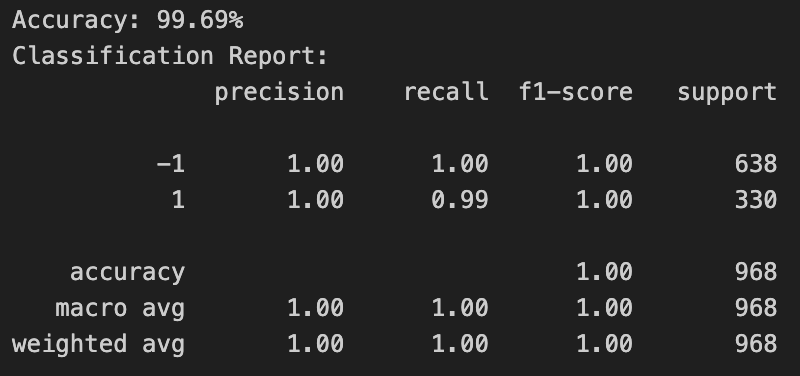 Accuracy: 99.69%
Classification Report:
precision recall f1-score support
-1 1.00 1.00 1.00 638
1 1.00 0.99 1.00 330
accuracy 1.00 968
macro avg 1.00 1.00 1.00 968
weighted avg 1.00 1.00 1.00 968